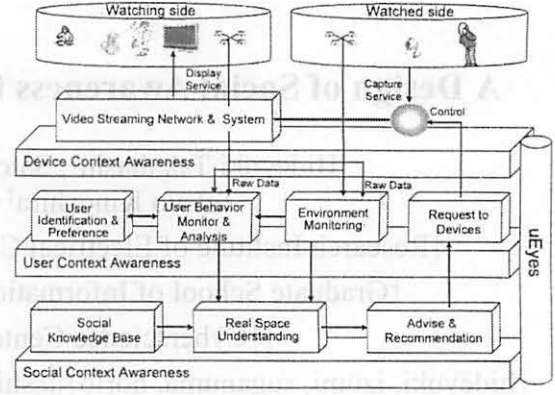 Watching side
Watched side
Display
Service
Capture
Service
Control
Video Streaming Network & System
Device Context Awareness
Raw Data
Raw Data
User
Identification &
Preference
User Behavior
Monitor &
Analysis
Environment
Monitoring
Request to
Devices
User Context Awareness
uEyes
Social
Knowledge Base
Real Space
Understanding
Advise &
Recommendation
Social Context Awareness